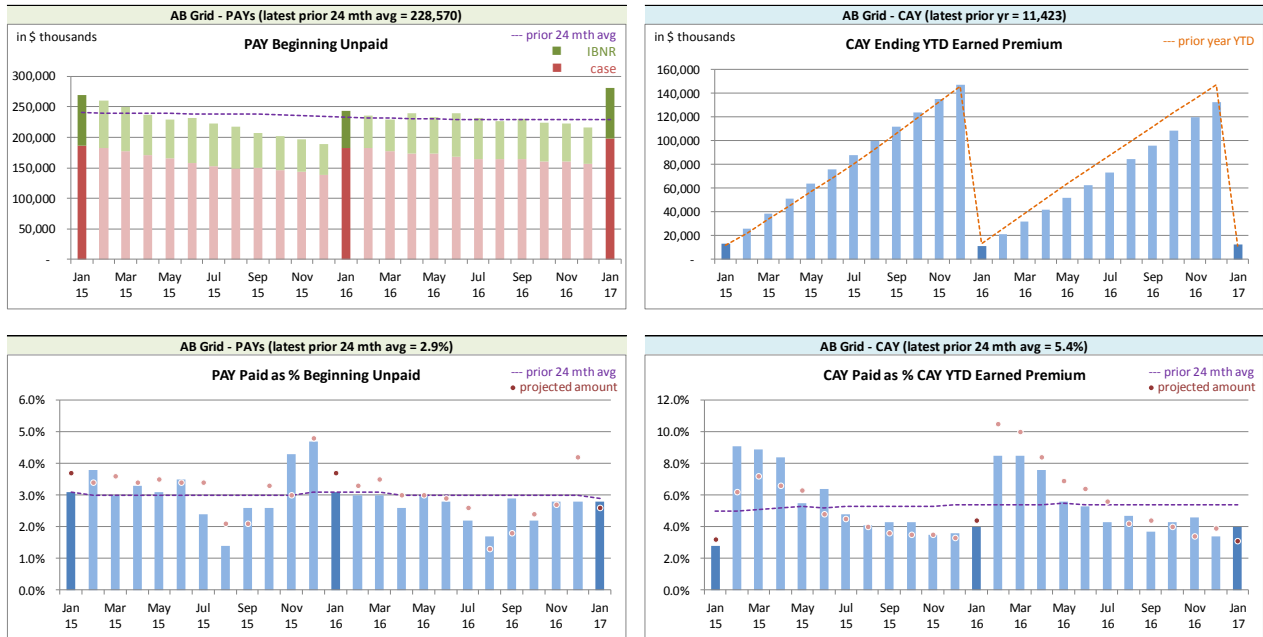 AB Grid - PAYs (latest prior 24 mth avg = 228,570)
in $ thousands
PAY Beginning Unpaid
--- prior 24 mth avg
IBNR
case
300,000
250,000
200,000
150,000
100,000
50,000
-
Jan Mar May Jul Sep Nov Jan Mar May Jul Sep Nov Jan
15 15 15 15 15 15 16 16 16 16 16 16 17
AB Grid - CAY (latest prior yr = 11,423)
in $ thousands
CAY Ending YTD Earned Premium
--- prior year YTD
160,000
140,000
120,000
100,000
80,000
60,000
40,000
20,000
-
Jan Mar May Jul Sep Nov Jan Mar May Jul Sep Nov Jan
15 15 15 15 15 15 16 16 16 16 16 16 17
AB Grid - PAYs (latest prior 24 mth avg = 2.9%)
PAY Paid as % Beginning Unpaid
--- prior 24 mth avg
projected amount
6.0%
5.0%
4.0%
3.0%
2.0%
1.0%
0.0%
Jan Mar May Jul Sep Nov Jan Mar May Jul Sep Nov Jan
15 15 15 15 15 15 16 16 16 16 16 16 17
AB Grid - CAY (latest prior 24 mth avg = 5.4%)
CAY Paid as % CAY YTD Earned Premium
--- prior 24 mth avg
projected amount
12.0%
10.0%
8.0%
6.0%
4.0%
2.0%
0.0%
Jan Mar May Jul Sep Nov Jan Mar May Jul Sep Nov Jan
15 15 15 15 15 15 16 16 16 16 16 16 17